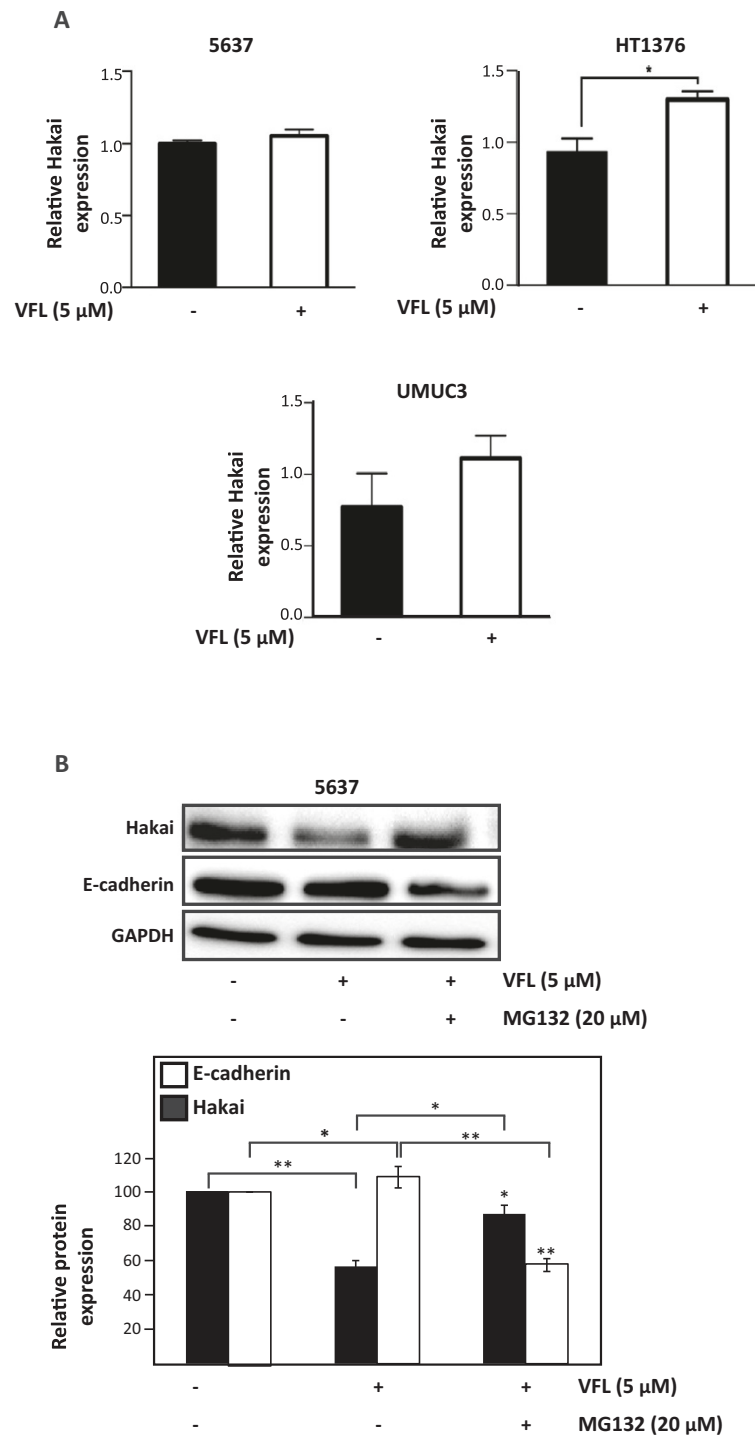 A
5637
Relative Hakai
expression
1.5
1.0
0.5
0.0
VFL (5 µM)
-
+
HT1376
Relative Hakai
expression
1.5
1.0
0.5
0.0
*
VFL (5 µM)
-
+
UMUC3
Relative Hakai
expression
1.5
1.0
0.5
0.0
VFL (5 µM)
-
+
B
5637
Hakai
E-cadherin
GAPDH
- + + VFL (5 µM)
- - + MG132 (20 µM)
E-cadherin
Hakai
Relative protein
expression
120
100
80
60
40
20
*
* **
**
*
**
- + + VFL (5 µM)
- - + MG132 (20 µM)